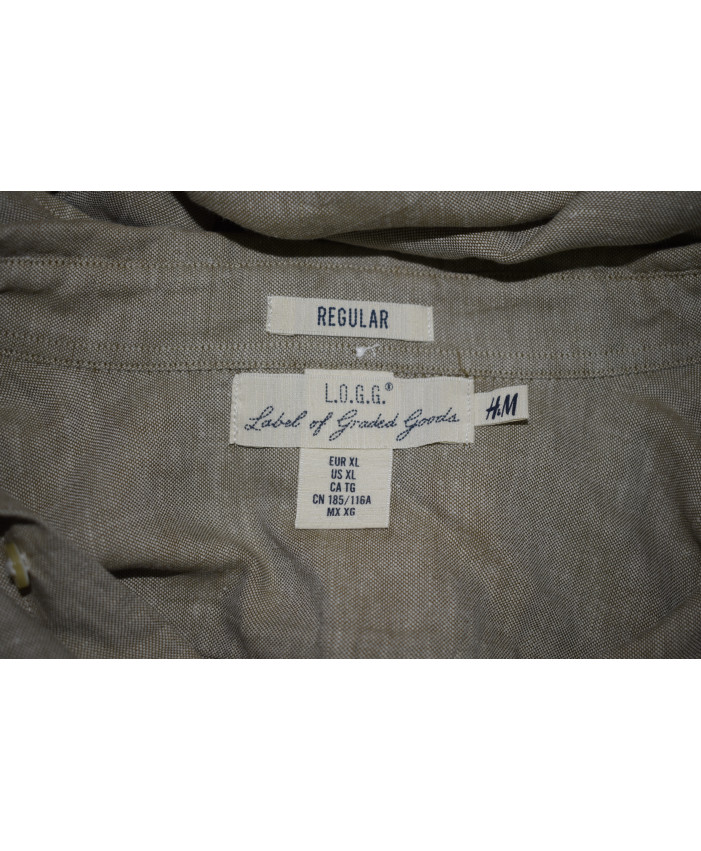 REGULAR
L.O.G.G.®
Label of Graded Goods
H&M
EUR XL
US XL
CA TG
CN 185/116A
MX XG